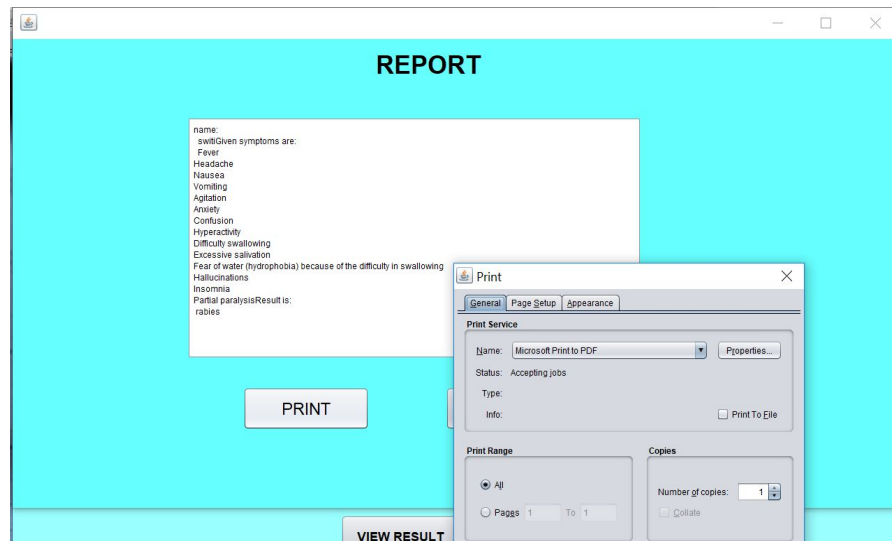 REPORT
name:
switiGiven symptoms are:
Fever
Headache
Nausea
Vomiting
Agitation
Anxiety
Confusion
Hyperactivity
Difficulty swallowing
Excessive salivation
Fear of water (hydrophobia) because of the difficulty in swallowing
Hallucinations
Insomnia
Partial paralysisResult is:
rabies
PRINT
VIEW RESULT
Print
General Page Setup Appearance
Print Service
Name: Microsoft Print to PDF Properties...
Status: Accepting jobs
Type:
Info: Print To File
Print Range Copies
All
Number of copies: 1
Pages 1 To 1
Collate